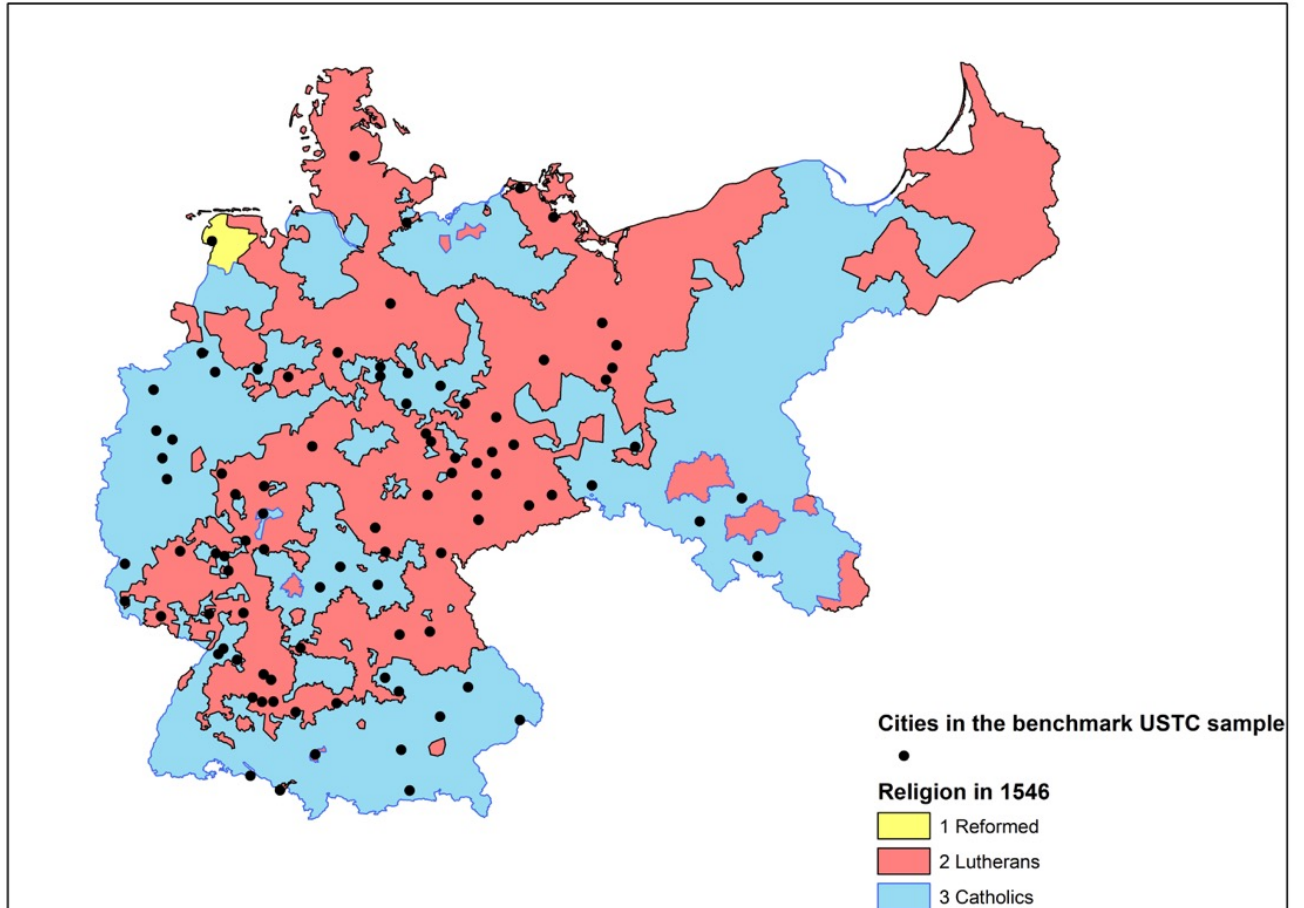 Cities in the benchmark USTC sample
Religion in 1546
1 Reformed
2 Lutherans
3 Catholics